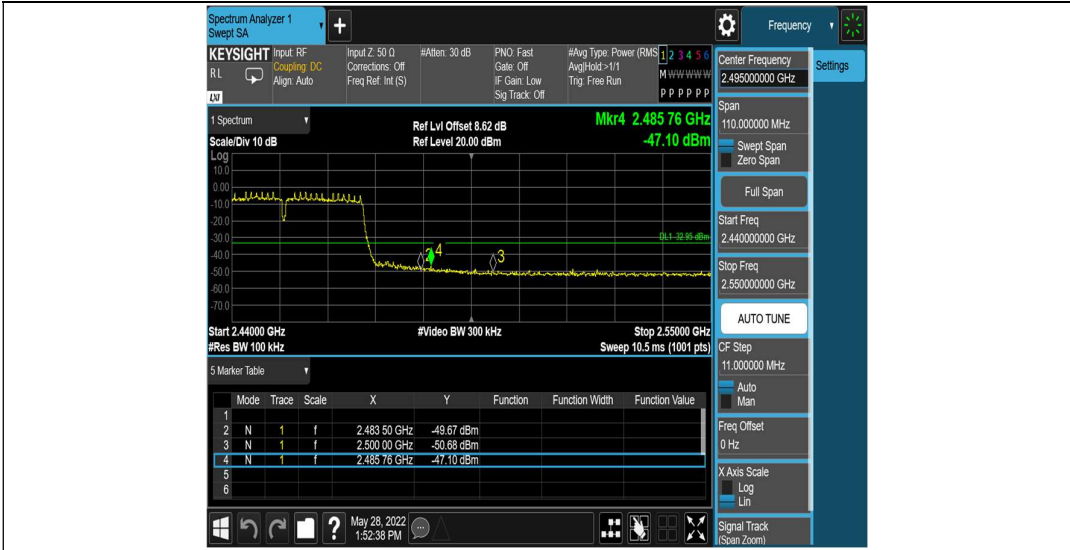 Spectrum Analyzer 1
Swept SA
+
Frequency
KEYSIGHT
RL
LXI
Input: RF
Coupling: DC
Align: Auto
Input Z: 50 Ω
Corrections: Off
Freq Ref: Int (S)
#Atten: 30 dB
PNO: Fast
Gate: Off
IF Gain: Low
Sig Track: Off
#Avg Type: Power (RMS
Avg|Hold:>1/1
Trig: Free Run
1 2 3 4 5 6
M W W W W W
P P P P P P
1 Spectrum
Scale/Div 10 dB
Ref Lvl Offset 8.62 dB
Ref Level 20.00 dBm
Mkr4 2.485 76 GHz
-47.10 dBm
Log
10.0
0.00
-10.0
-20.0
-30.0
-40.0
-50.0
-60.0
-70.0
DL1 -32.95 dBm
2
4
3
Start 2.44000 GHz
#Res BW 100 kHz
#Video BW 300 kHz
Stop 2.55000 GHz
Sweep 10.5 ms (1001 pts)
5 Marker Table
Mode Trace Scale X Y Function Function Width Function Value
1
2 N 1 f 2.483 50 GHz -49.67 dBm
3 N 1 f 2.500 00 GHz -50.68 dBm
4 N 1 f 2.485 76 GHz -47.10 dBm
5
6
?
May 28, 2022
1:52:38 PM
Center Frequency
2.495000000 GHz
Settings
Span
110.000000 MHz
Swept Span
Zero Span
Full Span
Start Freq
2.440000000 GHz
Stop Freq
2.550000000 GHz
AUTO TUNE
CF Step
11.000000 MHz
Auto
Man
Freq Offset
0 Hz
X Axis Scale
Log
Lin
Signal Track
(Span Zoom)